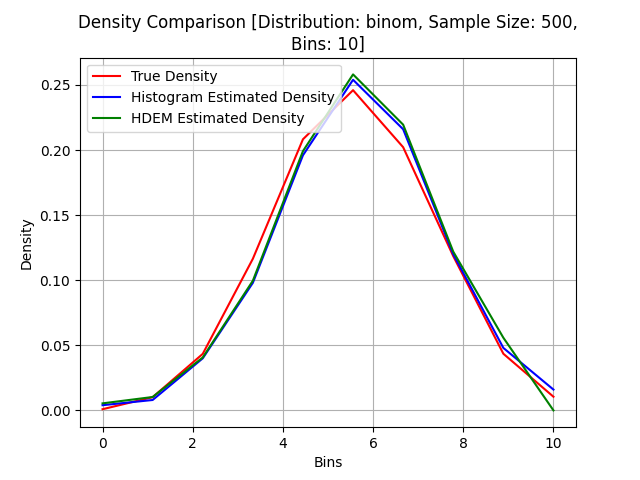 Density Comparison [Distribution: binom, Sample Size: 500,
Bins: 10]
True Density
Histogram Estimated Density
HDEM Estimated Density
0.25
0.20
0.15
0.10
0.05
0.00
Density
0 2 4 6 8 10
Bins